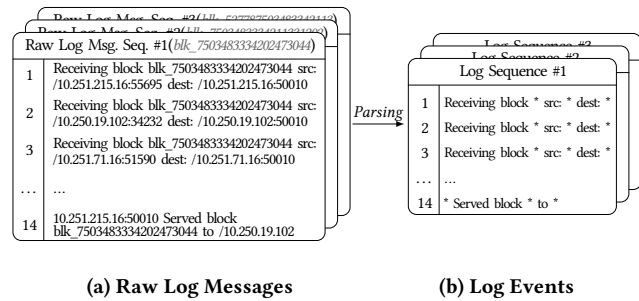 Raw Log Msg. Seq. #1(blk_7503483334202473044)
1 Receiving block blk_7503483334202473044 src:
/10.251.215.16:55695 dest: /10.251.215.16:50010
2 Receiving block blk_7503483334202473044 src:
/10.250.19.102:34232 dest: /10.250.19.102:50010
3 Receiving block blk_7503483334202473044 src:
/10.251.71.16:51590 dest: /10.251.71.16:50010
... ...
14 10.251.215.16:50010 Served block
blk_7503483334202473044 to /10.250.19.102
Parsing
Log Sequence #1
1 Receiving block * src: * dest: *
2 Receiving block * src: * dest: *
3 Receiving block * src: * dest: *
... ...
14 * Served block * to *
(a) Raw Log Messages
(b) Log Events